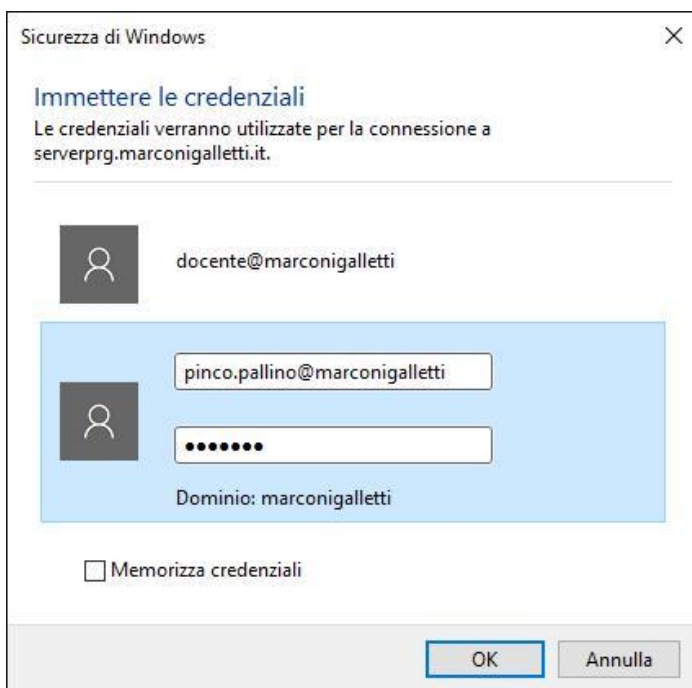 Sicurezza di Windows
Immettere le credenziali
Le credenziali verranno utilizzate per la connessione a
serverprg.marconigalletti.it.
docente@marconigalletti
pinco.pallino@marconigalletti
●●●●●●●
Dominio: marconigalletti
Memorizza credenziali
OK
Annulla